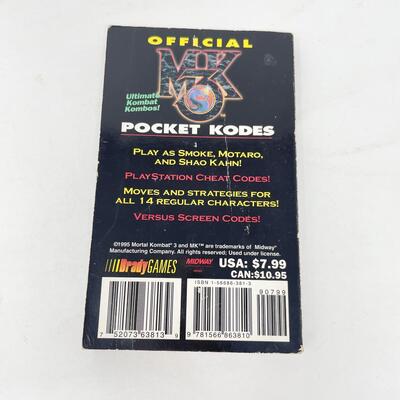 OFFICIAL
MK
3
Ultimate
Kombat
Kombos!
POCKET KODES
PLAY AS SMOKE, MOTARO,
AND SHAO KAHN!
PLAYSTATION CHEAT CODES!
MOVES AND STRATEGIES FOR
ALL 14 REGULAR CHARACTERS!
VERSUS SCREEN CODES!
©1995 Mortal Kombat 3 and MK™ are trademarks of Midway
Manufacturing Company. All rights reserved. Used under license.
BradyGAMES
MIDWAY
USA: $7.99
CAN: $10.95
ISBN 1-56686-381-3
90799
7 52073 63813 9
9 781566 863810